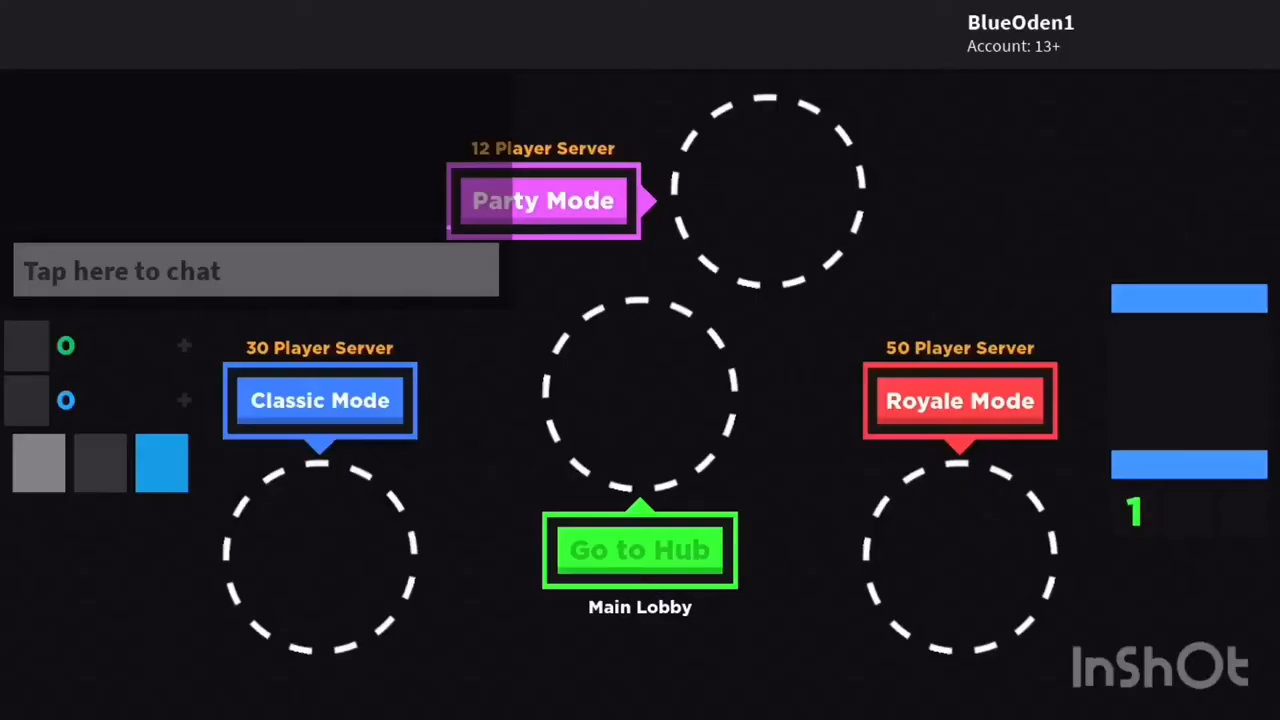 BlueOden1
Account: 13+
12 Player Server
Party Mode
Tap here to chat
0
+
0
+
30 Player Server
Classic Mode
50 Player Server
Royale Mode
1
Go to Hub
Main Lobby
InShOt